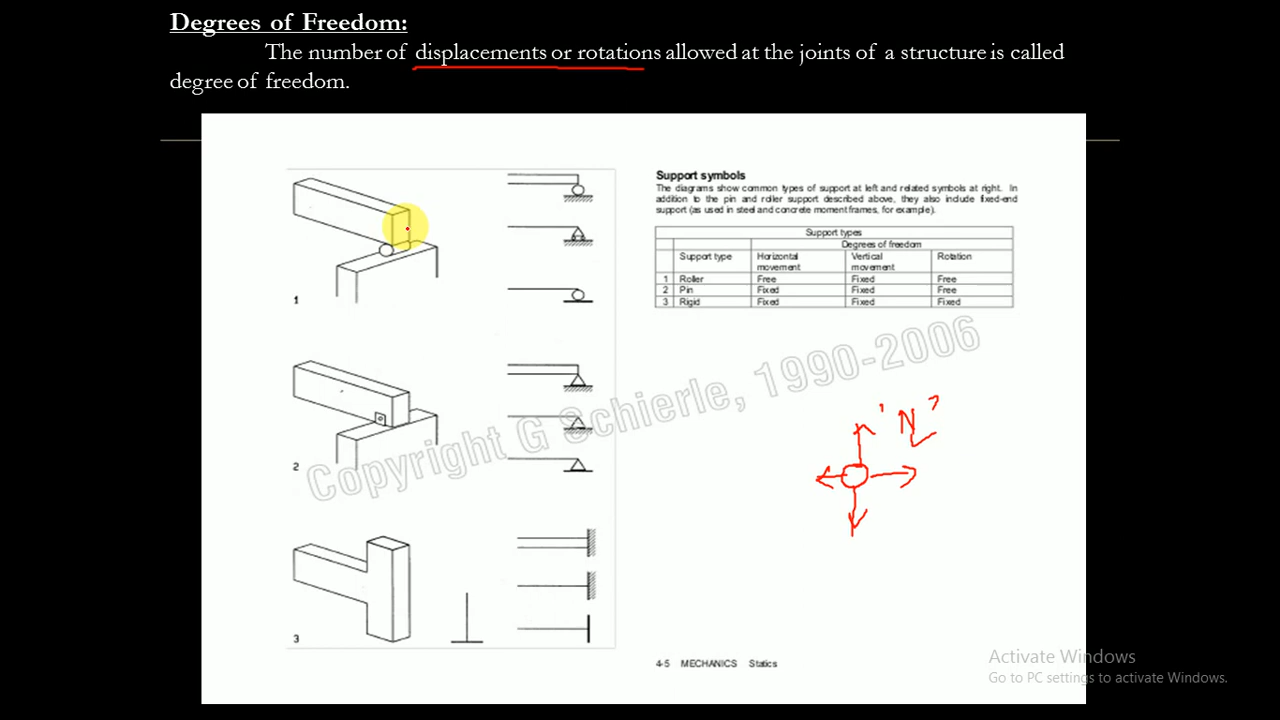 Degrees of Freedom:
The number of displacements or rotations allowed at the joints of a structure is called
degree of freedom.
Support symbols
The diagrams show common types of support at left and related symbols at right. In
addition to the pin and roller support described above, they also include fixed-end
support (as used in steel and concrete moment frames, for example).
Support types
Degrees of freedom
Support type Horizontal movement Vertical movement Rotation
1 Roller Free Fixed Free
2 Pin Fixed Fixed Free
3 Rigid Fixed Fixed Fixed
1
2
3
Copyright G Schierle, 1990-2006
'N'
4-5 MECHANICS Statics
Activate Windows
Go to PC settings to activate Windows.